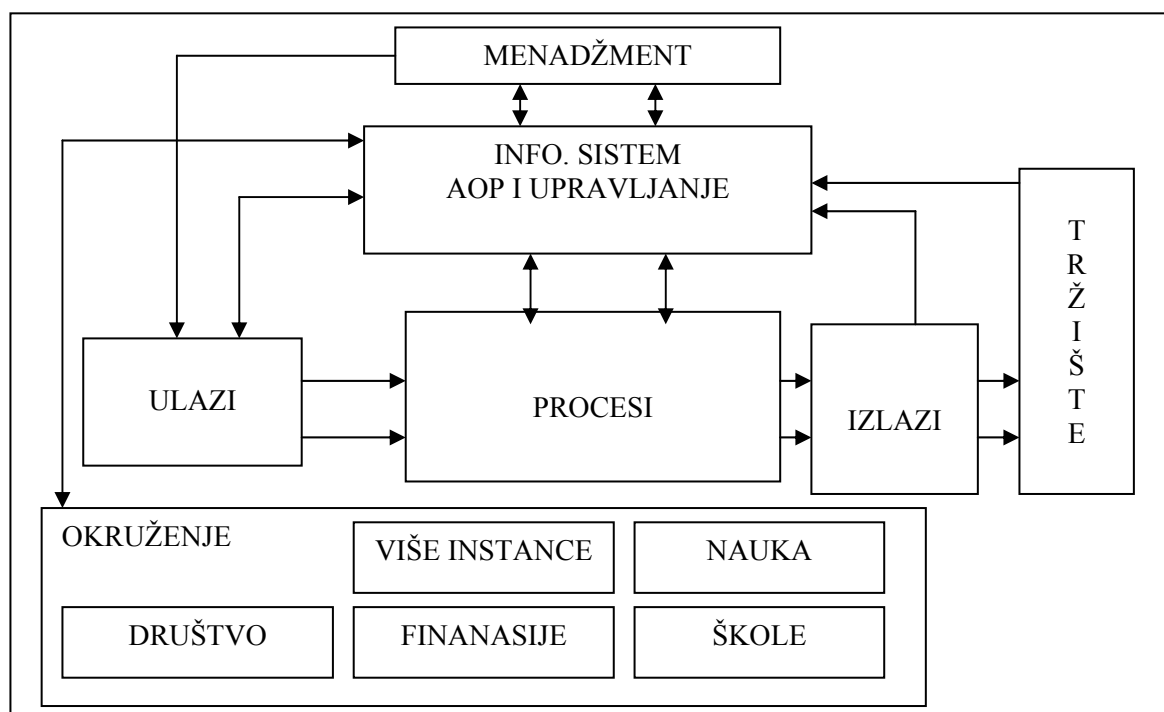 MENADŽMENT
INFO. SISTEM
AOP I UPRAVLJANJE
T
R
Ž
I
Š
T
E
ULAZI
PROCESI
IZLAZI
OKRUŽENJE
VIŠE INSTANCE
NAUKA
DRUŠTVO
FINANASIJE
ŠKOLE